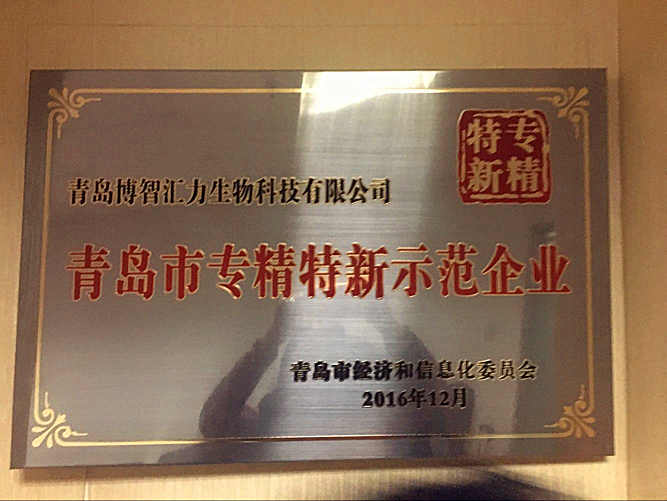 专精
特新
青岛博智汇力生物科技有限公司
青岛市专精特新示范企业
青岛市经济和信息化委员会
2016年12月